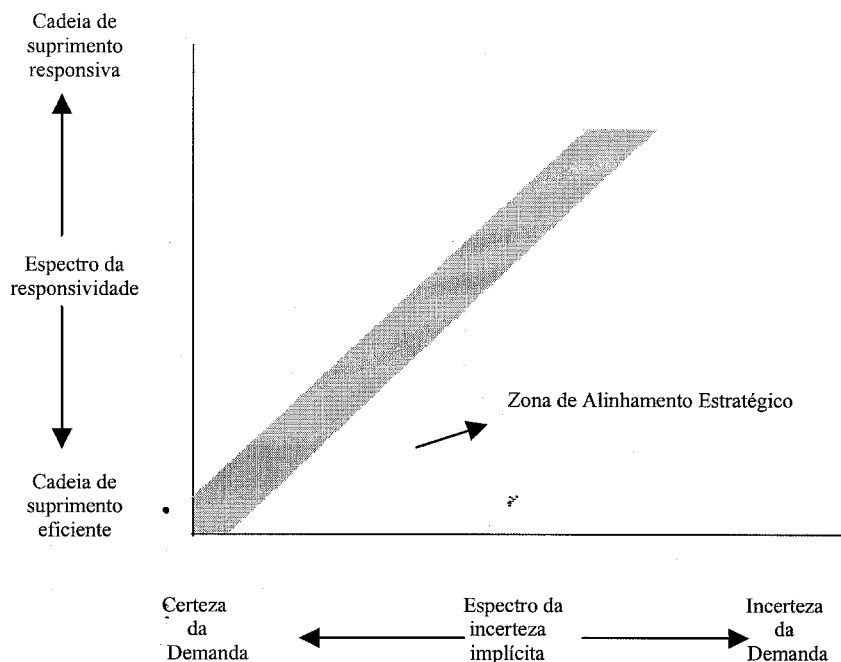 Cadeia de
suprimento
responsiva
Espectro da
responsividade
Zona de Alinhamento Estratégico
Cadeia de
suprimento
eficiente
Certeza
da
Demanda
Espectro da
incerteza
implícita
Incerteza
da
Demanda